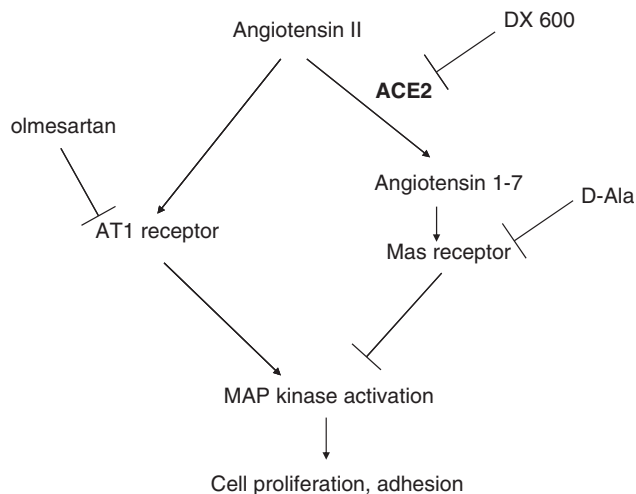 Angiotensin II
DX 600
ACE2
olmesartan
Angiotensin 1-7
D-Ala
AT1 receptor
Mas receptor
MAP kinase activation
Cell proliferation, adhesion